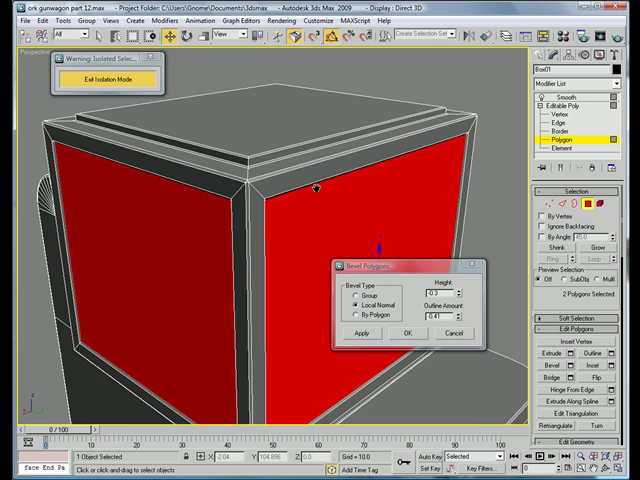 ork gunwagon part 12.max - Project Folder: C:\Users\Gnome\Documents\3dsmax - Autodesk 3ds Max 2009 - Display : Direct 3D
File Edit Tools Group Views Create Modifiers Animation Graph Editors Rendering Customize MAXScript Help
All View Create Selection Set
Perspective
Warning: Isolated Selec...
Exit Isolation Mode
Box01
Modifier List
Smooth
Editable Poly
Vertex
Edge
Border
Polygon
Element
Selection
By Vertex
Ignore Backfacing
By Angle: 45.0
Shrink Grow
Ring Loop
Preview Selection
Off SubObj Multi
2 Polygons Selected
Soft Selection
Edit Polygons
Insert Vertex
Extrude Outline
Bevel Inset
Bridge Flip
Hinge From Edge
Extrude Along Spline
Edit Triangulation
Retriangulate Turn
Edit Geometry
Bevel Polygons
Bevel Type
Group
Local Normal
By Polygon
Height:
-0.3
Outline Amount:
-0.41
Apply OK Cancel
0 / 100
0 10 20 30 40 50 60 70 80 90 100
1 Object Selected X: -2.04 Y: 104.896 Z: 0.0 Grid = 10.0 Auto Key Selected
face End Pa Click or click-and-drag to select objects Add Time Tag Set Key Key Filters... 0